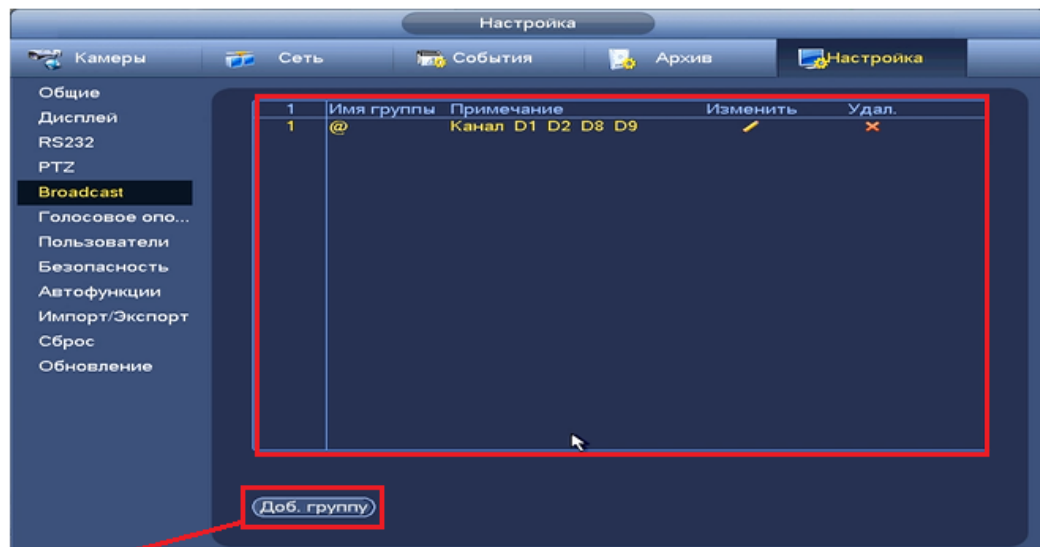 Настройка
Камеры Сеть События Архив Настройка
Общие
Дисплей
RS232
PTZ
Broadcast
Голосовое опо...
Пользователи
Безопасность
Автофункции
Импорт/Экспорт
Сброс
Обновление
1 Имя группы Примечание Изменить Удал.
1 @ Канал D1 D2 D8 D9
Доб. группу